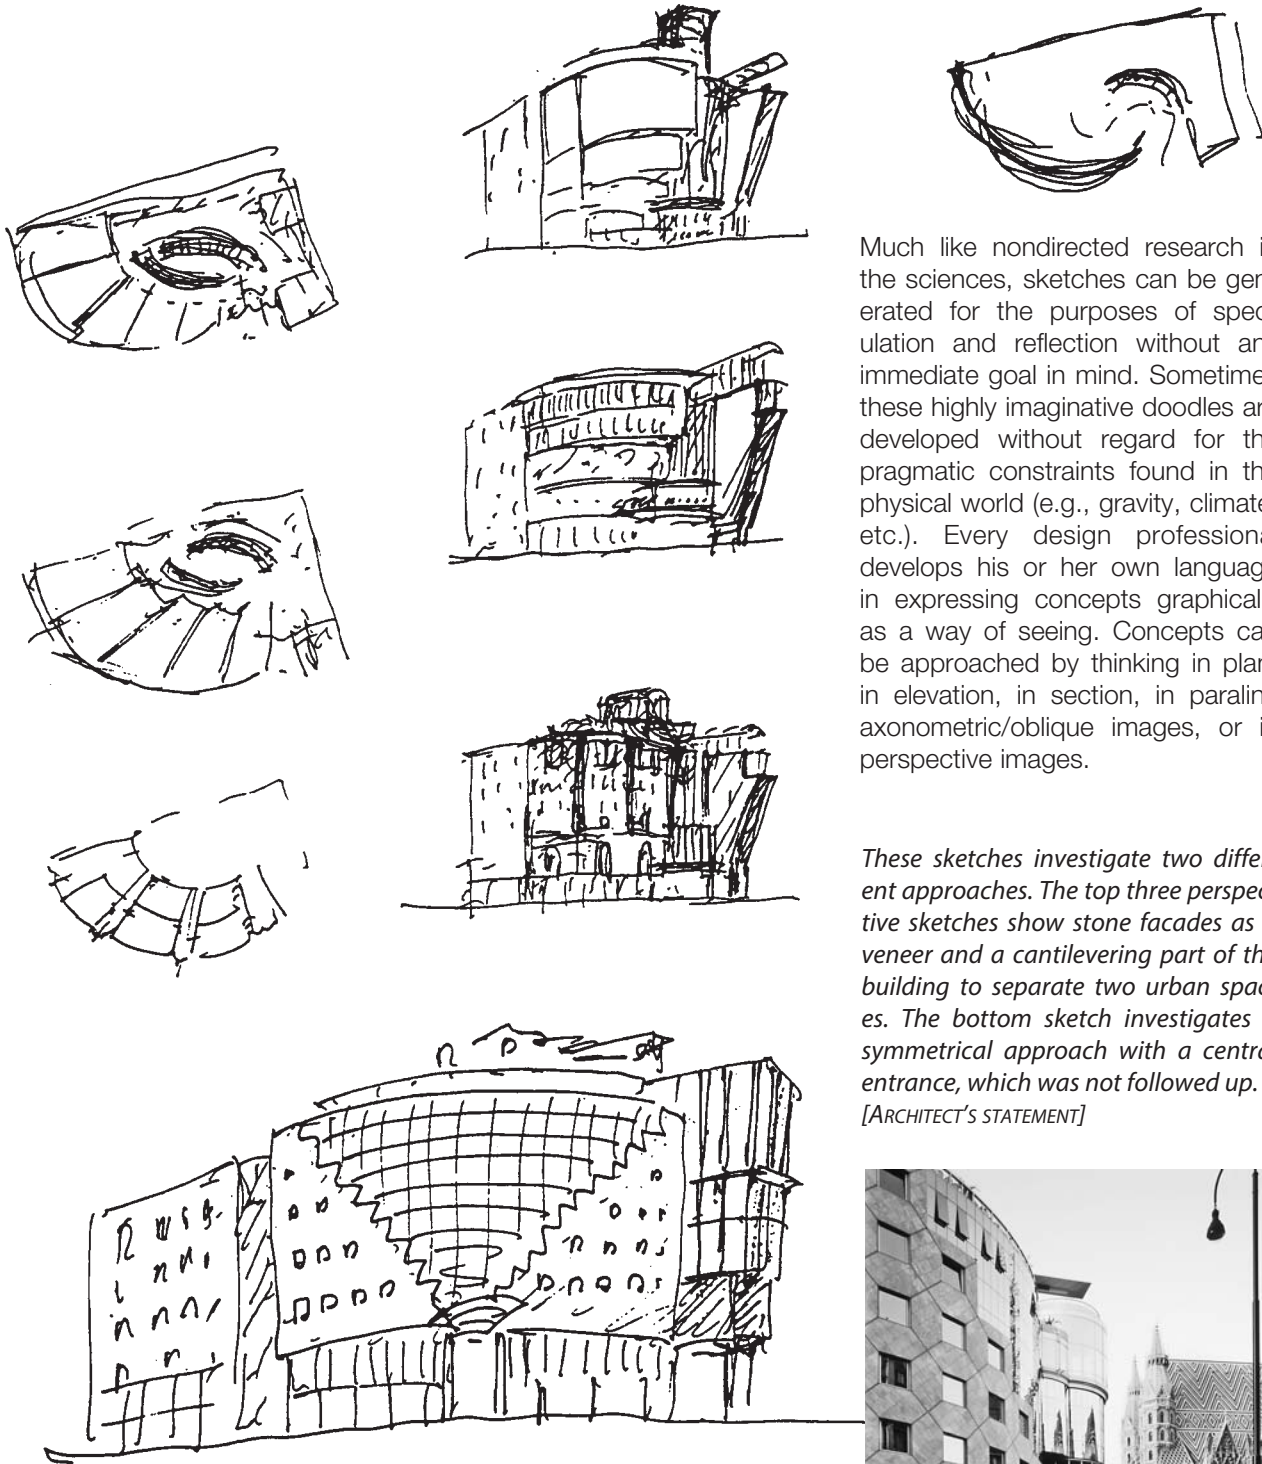 Much like nondirected research i
the sciences, sketches can be gen
erated for the purposes of spec
ulation and reflection without an
immediate goal in mind. Sometime
these highly imaginative doodles ar
developed without regard for th
pragmatic constraints found in th
physical world (e.g., gravity, climate
etc.). Every design professiona
develops his or her own languag
in expressing concepts graphical
as a way of seeing. Concepts ca
be approached by thinking in plan
in elevation, in section, in paralin
axonometric/oblique images, or i
perspective images.
These sketches investigate two differ
ent approaches. The top three perspec
tive sketches show stone facades as
veneer and a cantilevering part of th
building to separate two urban spac
es. The bottom sketch investigates
symmetrical approach with a centra
entrance, which was not followed up.
[ARCHITECT'S STATEMENT]